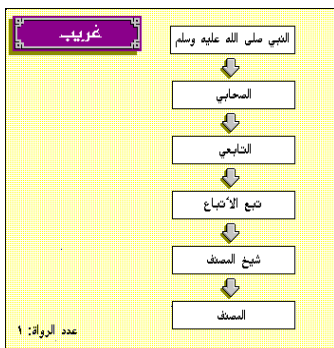 غريب
النبي صلى الله عليه وسلم
الصحابي
التابعي
تبع الأتباع
شيخ المصنف
المصنف
عدد الرواة: ١